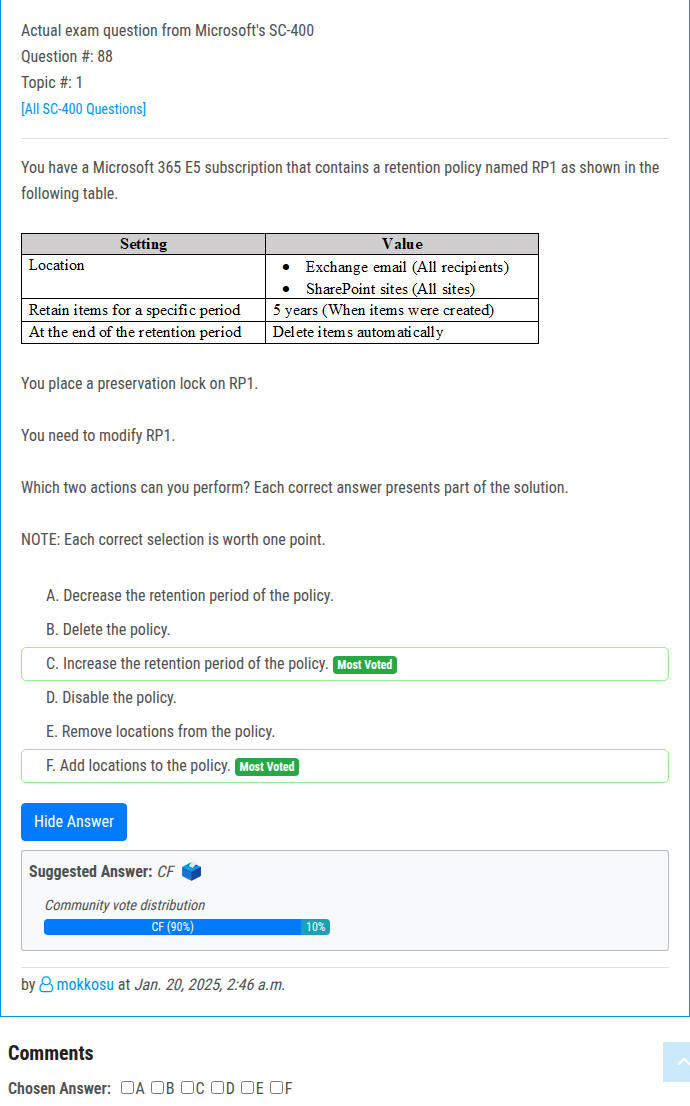 Actual exam question from Microsoft's SC-400
Question #: 88
Topic #: 1
[All SC-400 Questions]
You have a Microsoft 365 E5 subscription that contains a retention policy named RP1 as shown in the
following table.
Setting Value
Location • Exchange email (All recipients)
• SharePoint sites (All sites)
Retain items for a specific period 5 years (When items were created)
At the end of the retention period Delete items automatically
You place a preservation lock on RP1.
You need to modify RP1.
Which two actions can you perform? Each correct answer presents part of the solution.
NOTE: Each correct selection is worth one point.
A. Decrease the retention period of the policy.
B. Delete the policy.
C. Increase the retention period of the policy. Most Voted
D. Disable the policy.
E. Remove locations from the policy.
F. Add locations to the policy. Most Voted
Hide Answer
Suggested Answer: CF
Community vote distribution
CF (90%) 10%
by mokkosu at Jan. 20, 2025, 2:46 a.m.
Comments
Chosen Answer: A B C D E F